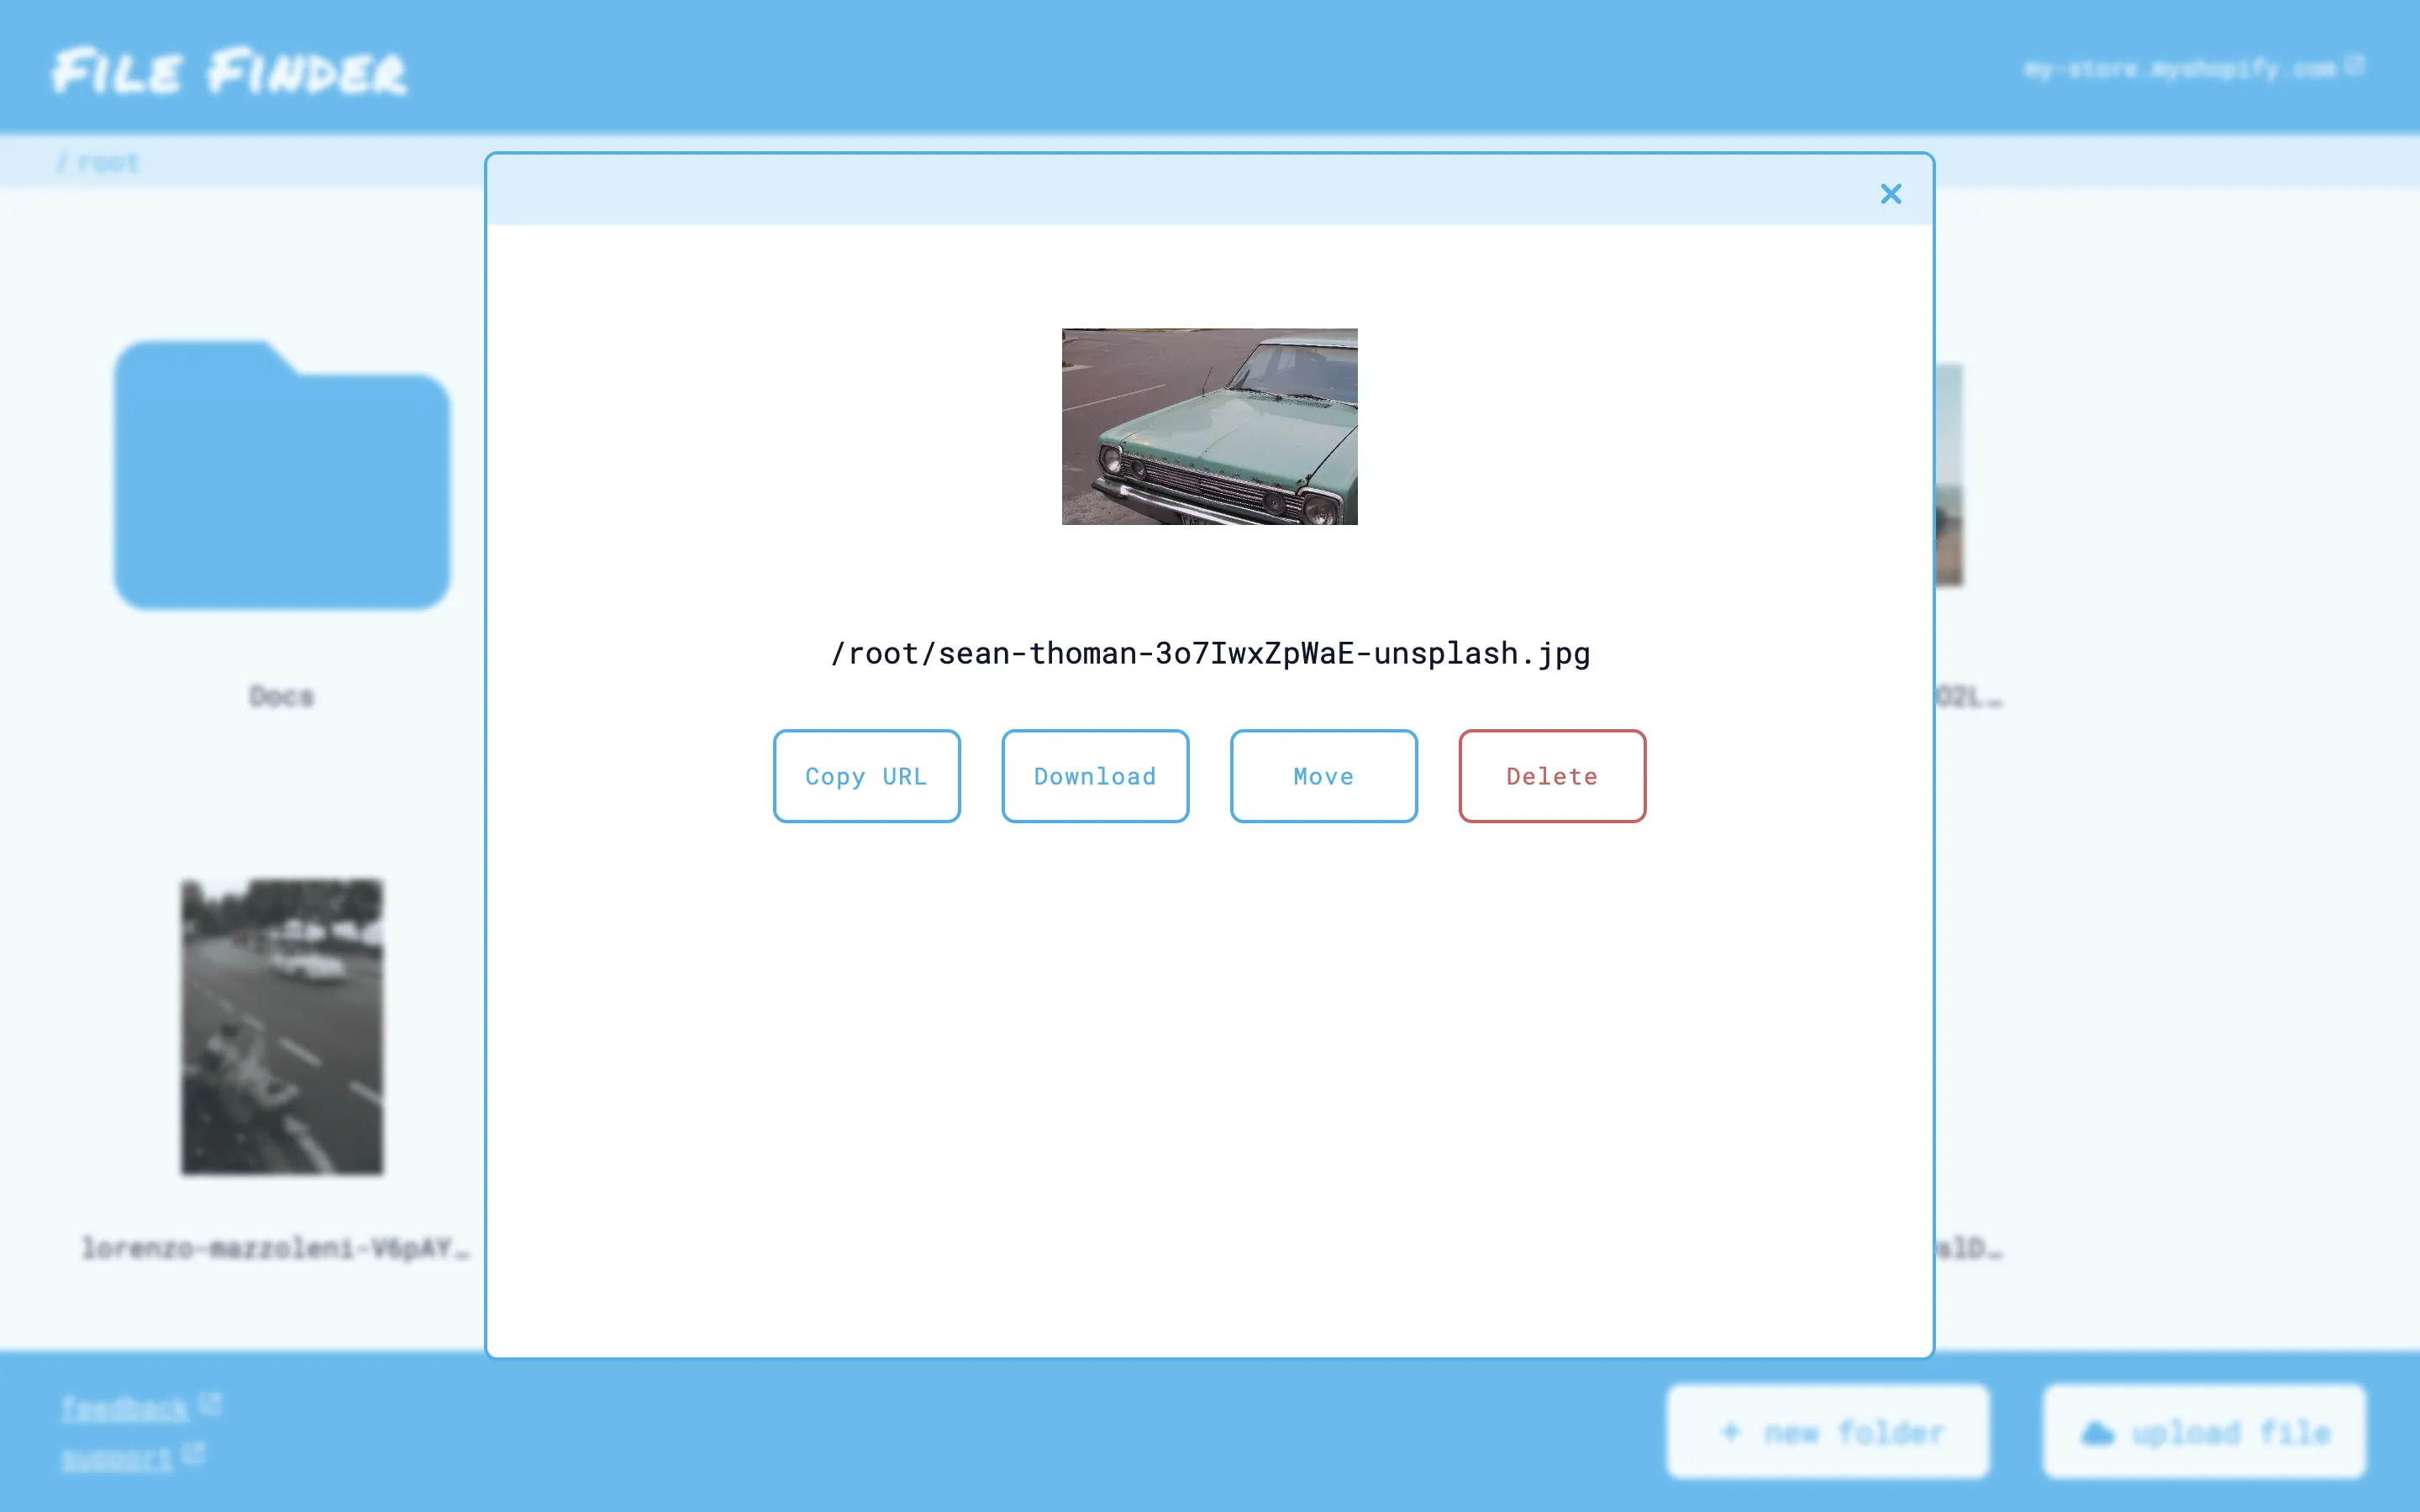 FILE FINDER
my-store.myshopify.com
/ root
/root/sean-thoman-3o7IwxZpWaE-unsplash.jpg
Docs
O2L…
Copy URL
Download
Move
Delete
lorenzo-mazzoleni-V6pAY…
slD…
feedback
support
+ new folder
upload file